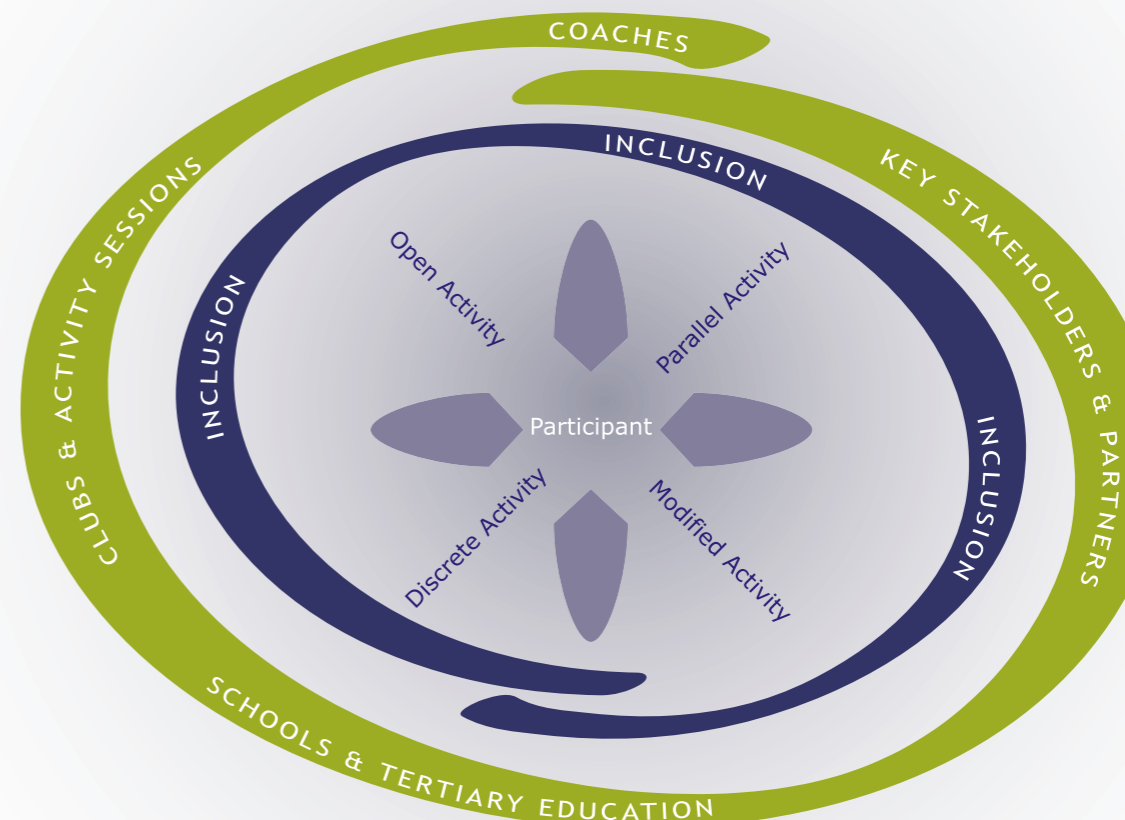 COACHES
KEY STAKEHOLDERS & PARTNERS
CLUBS & ACTIVITY SESSIONS
SCHOOLS & TERTIARY EDUCATION
INCLUSION
INCLUSION
INCLUSION
Open Activity
Parallel Activity
Participant
Discrete Activity
Modified Activity